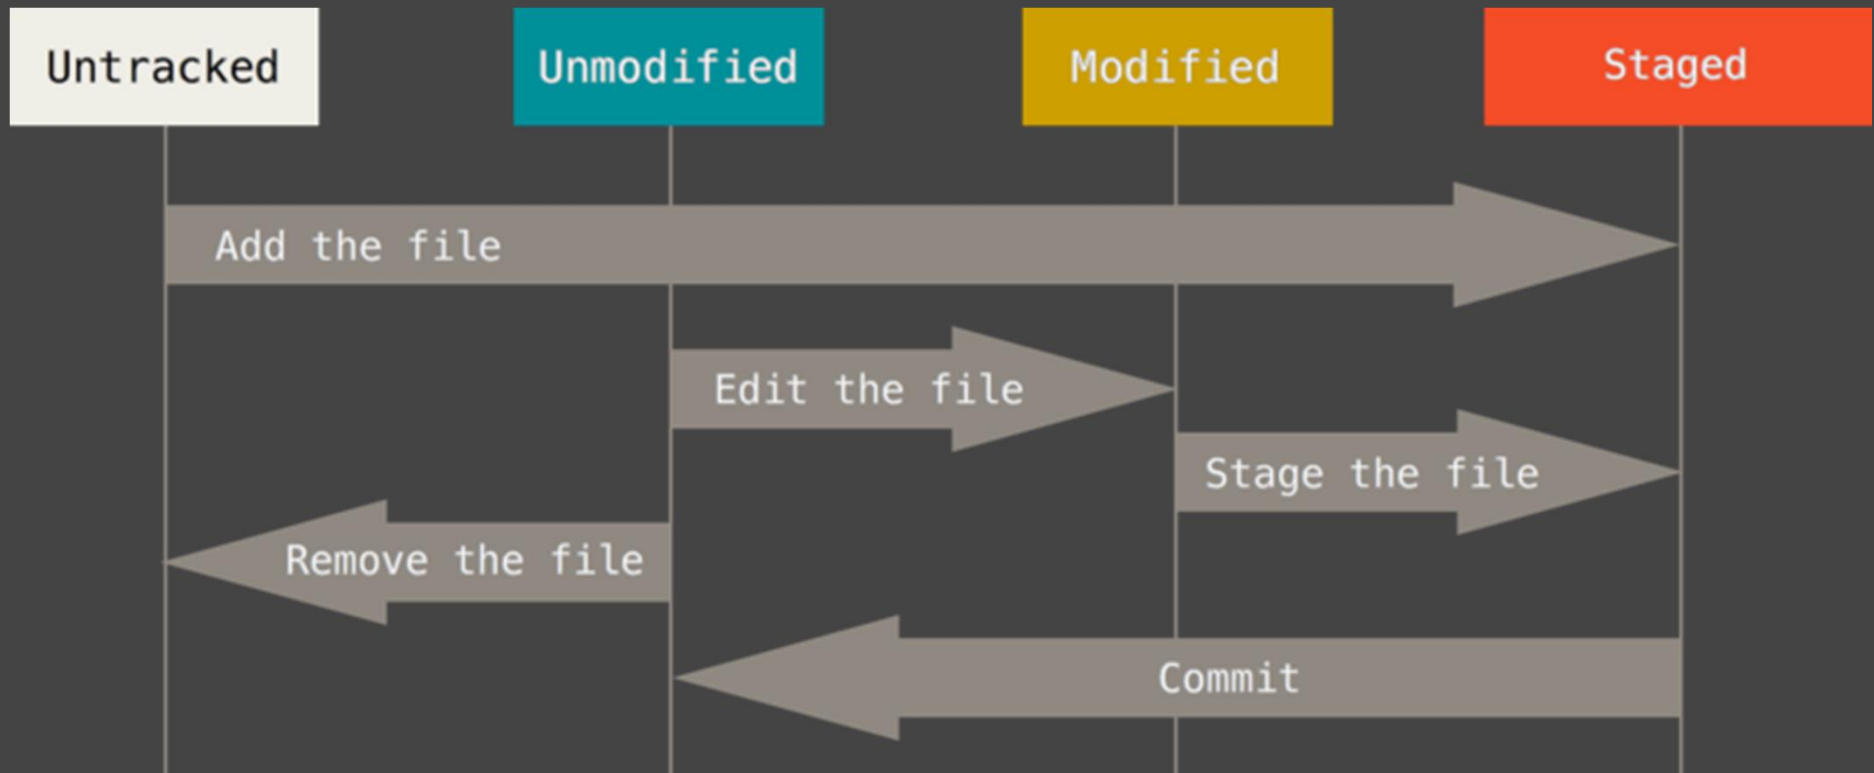 Untracked
Unmodified
Modified
Staged
Add the file
Edit the file
Stage the file
Remove the file
Commit